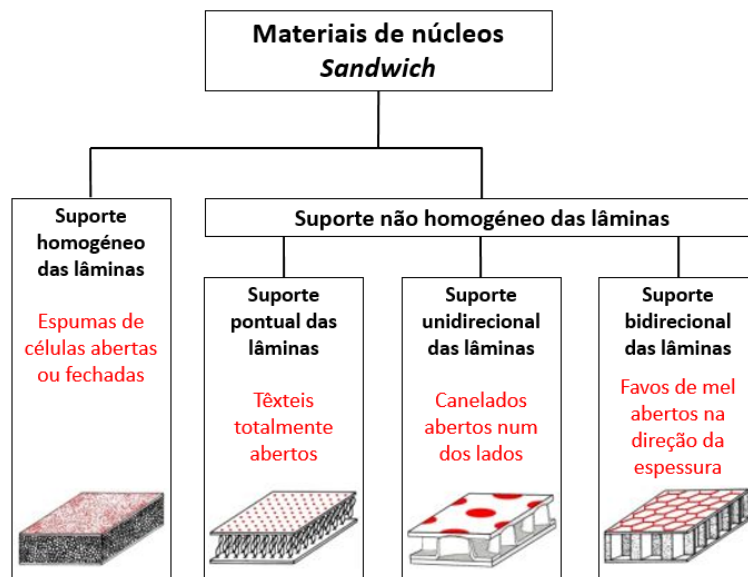 Materiais de núcleos
Sandwich
Suporte
homogéneo
das lâminas
Espumas de
células abertas
ou fechadas
Suporte não homogéneo das lâminas
Suporte
pontual das
lâminas
Têxteis
totalmente
abertos
Suporte
unidirecional
das lâminas
Canelados
abertos num
dos lados
Suporte
bidirecional
das lâminas
Favos de mel
abertos na
direção da
espessura